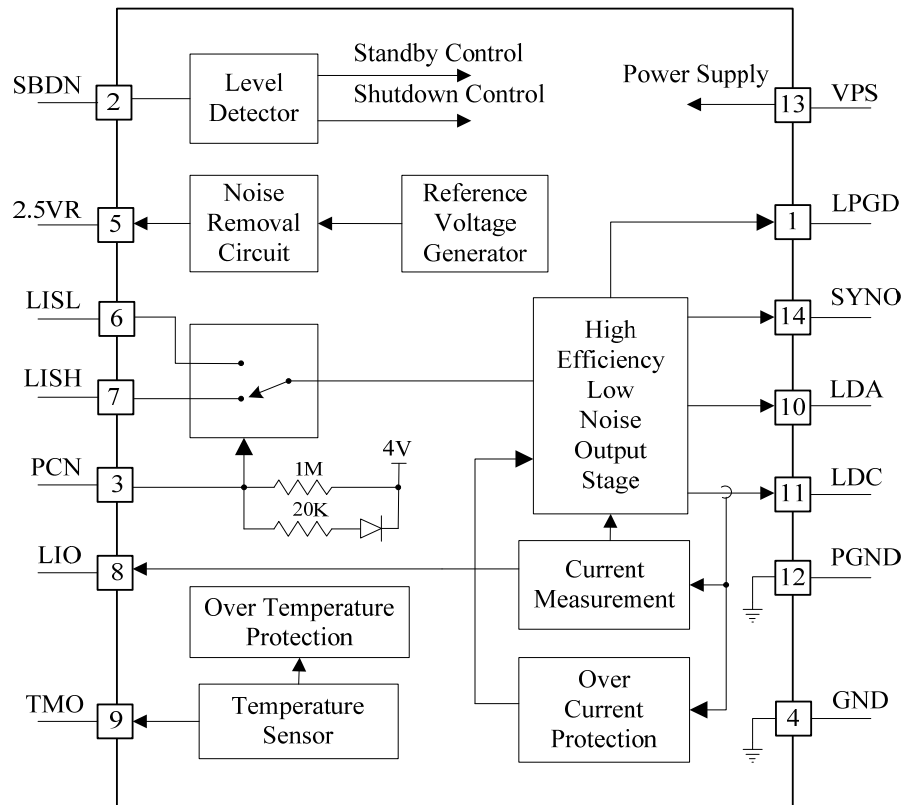 SBDN
2
Level
Detector
Standby Control
Shutdown Control
Power Supply
13
VPS
2.5VR
5
Noise
Removal
Circuit
Reference
Voltage
Generator
1
LPGD
LISL
6
High
Efficiency
Low
Noise
Output
Stage
14
SYNO
LISH
7
10
LDA
PCN
3
1M
4V
20K
11
LDC
LIO
8
Current
Measurement
12
PGND
Over Temperature
Protection
TMO
9
Temperature
Sensor
Over
Current
Protection
4
GND